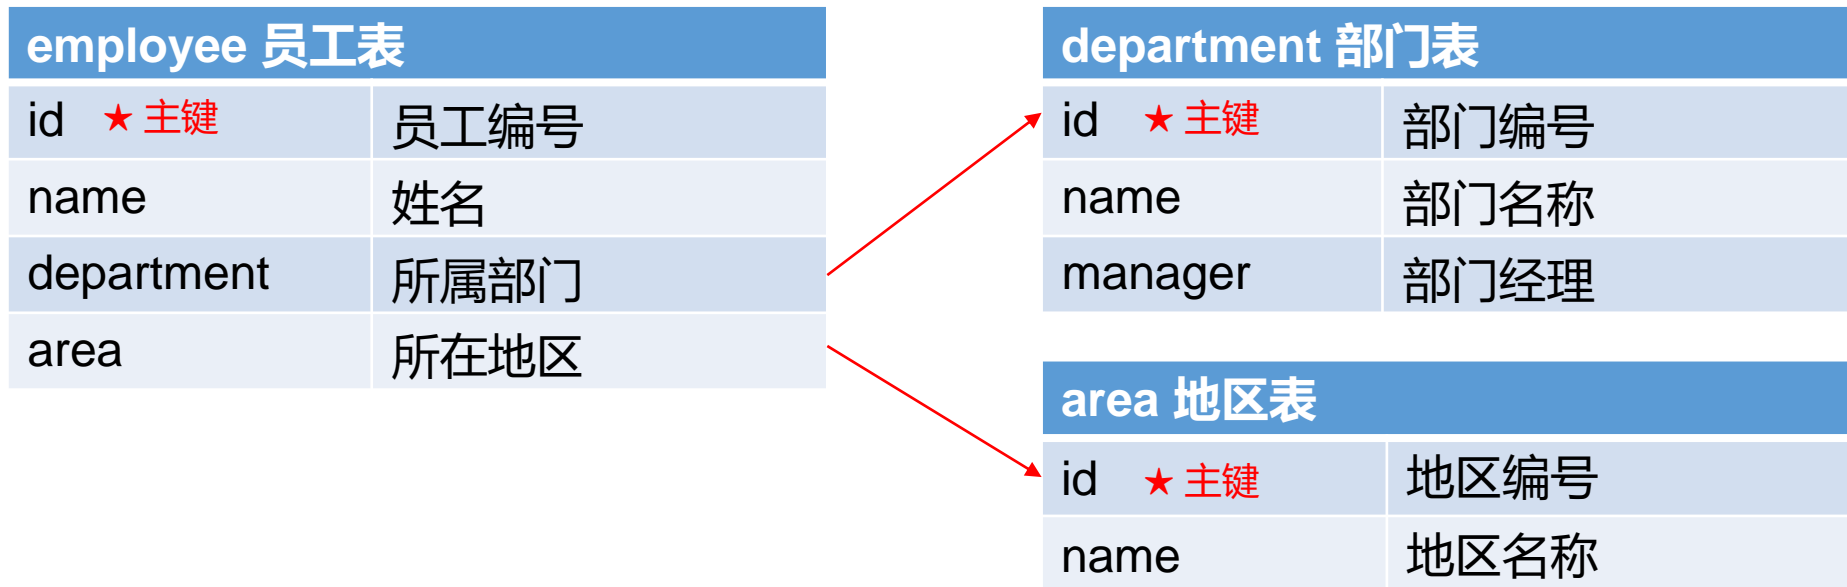 employee 员工表
id ★ 主键 员工编号
name 姓名
department 所属部门
area 所在地区
department 部门表
id ★ 主键 部门编号
name 部门名称
manager 部门经理
area 地区表
id ★ 主键 地区编号
name 地区名称